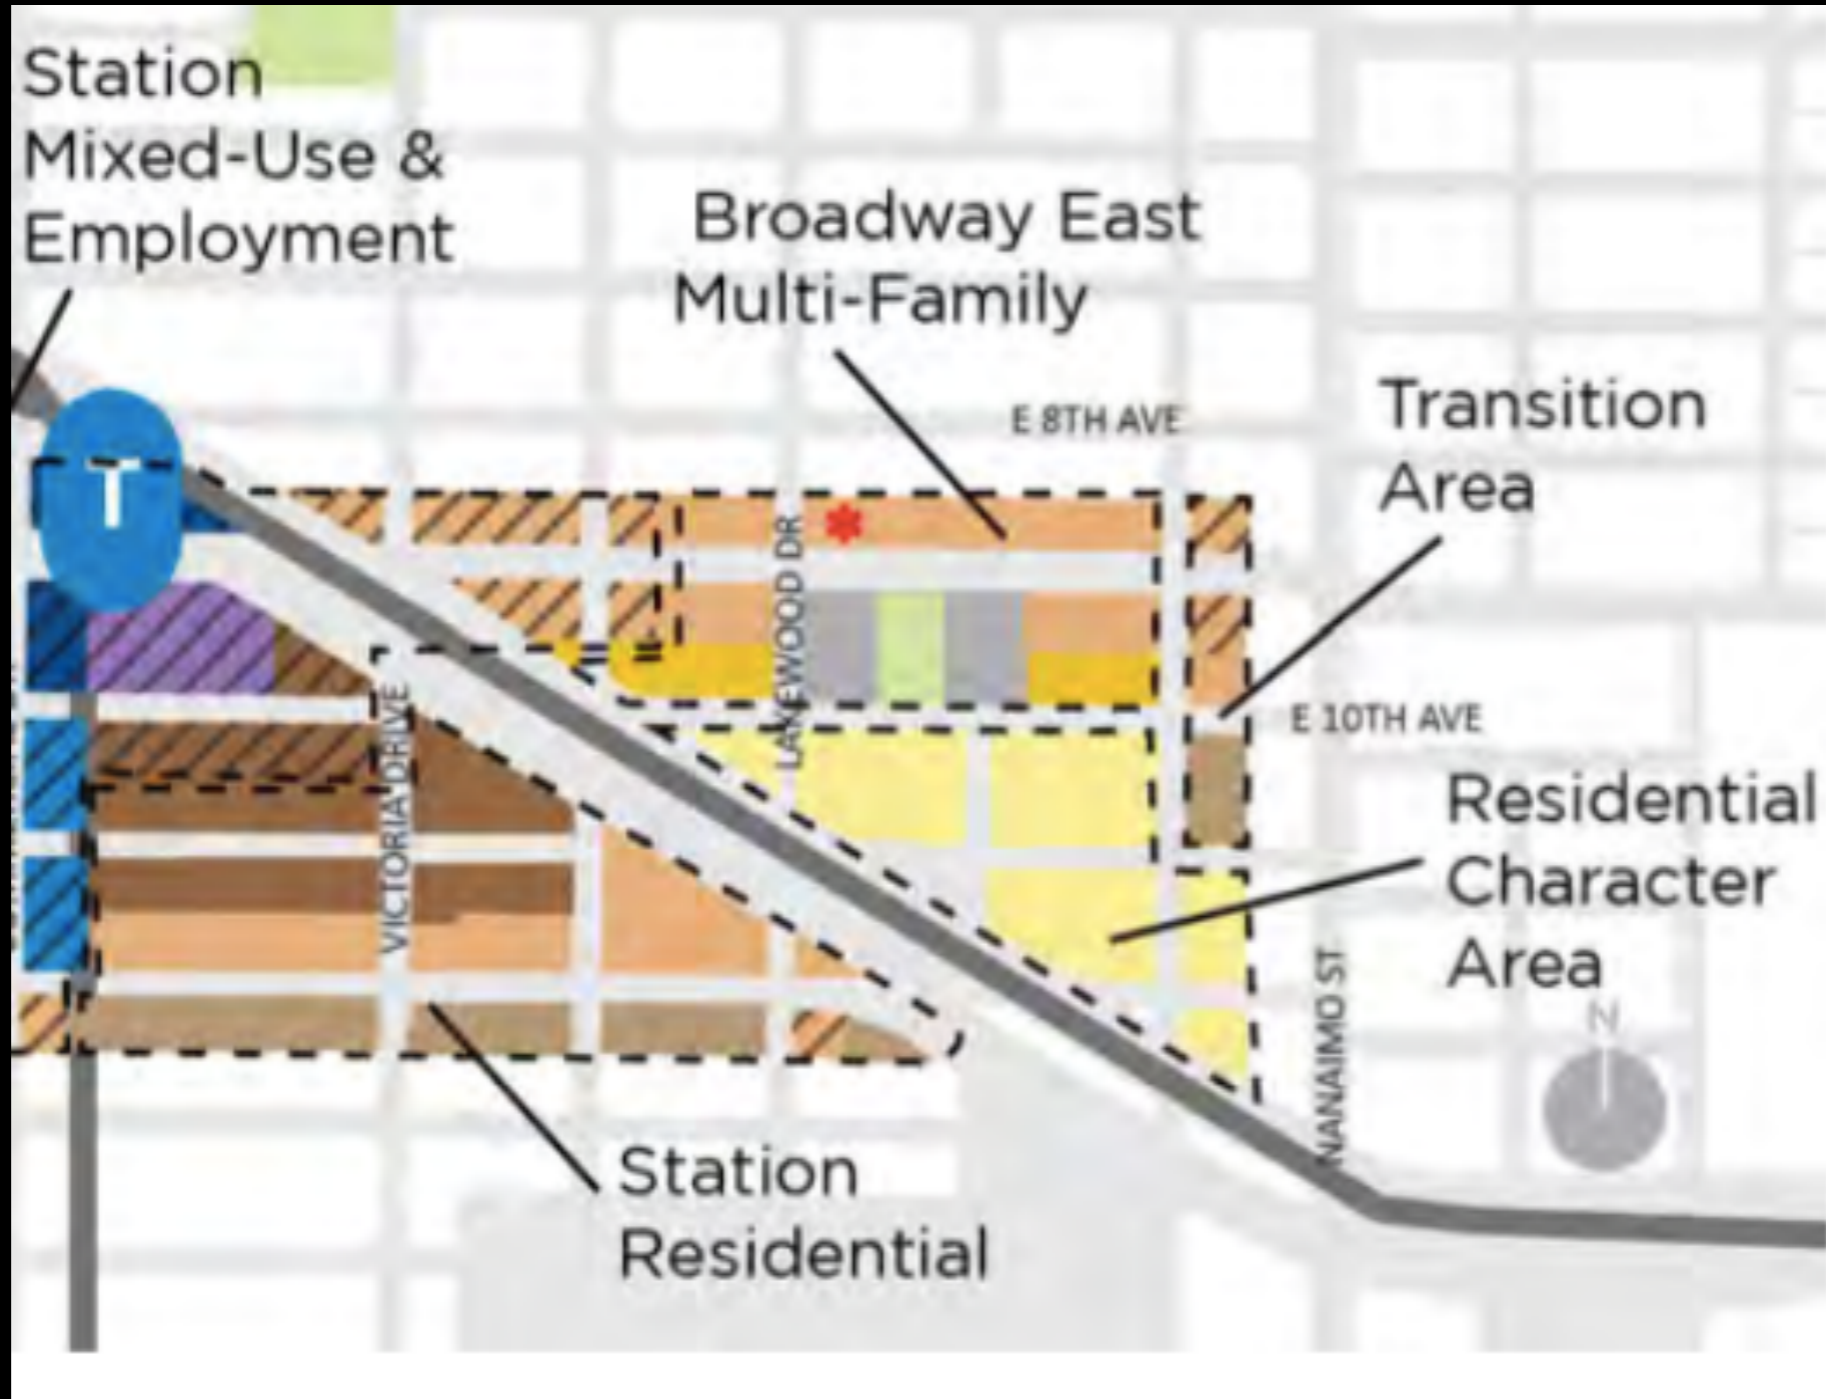 Station
Mixed-Use &
Employment
Broadway East
Multi-Family
E 8TH AVE
Transition
Area
T
LAKEWOOD DR
E 10TH AVE
VICTORIA DRIVE
Residential
Character
Area
NANAIMO ST
N
Station
Residential